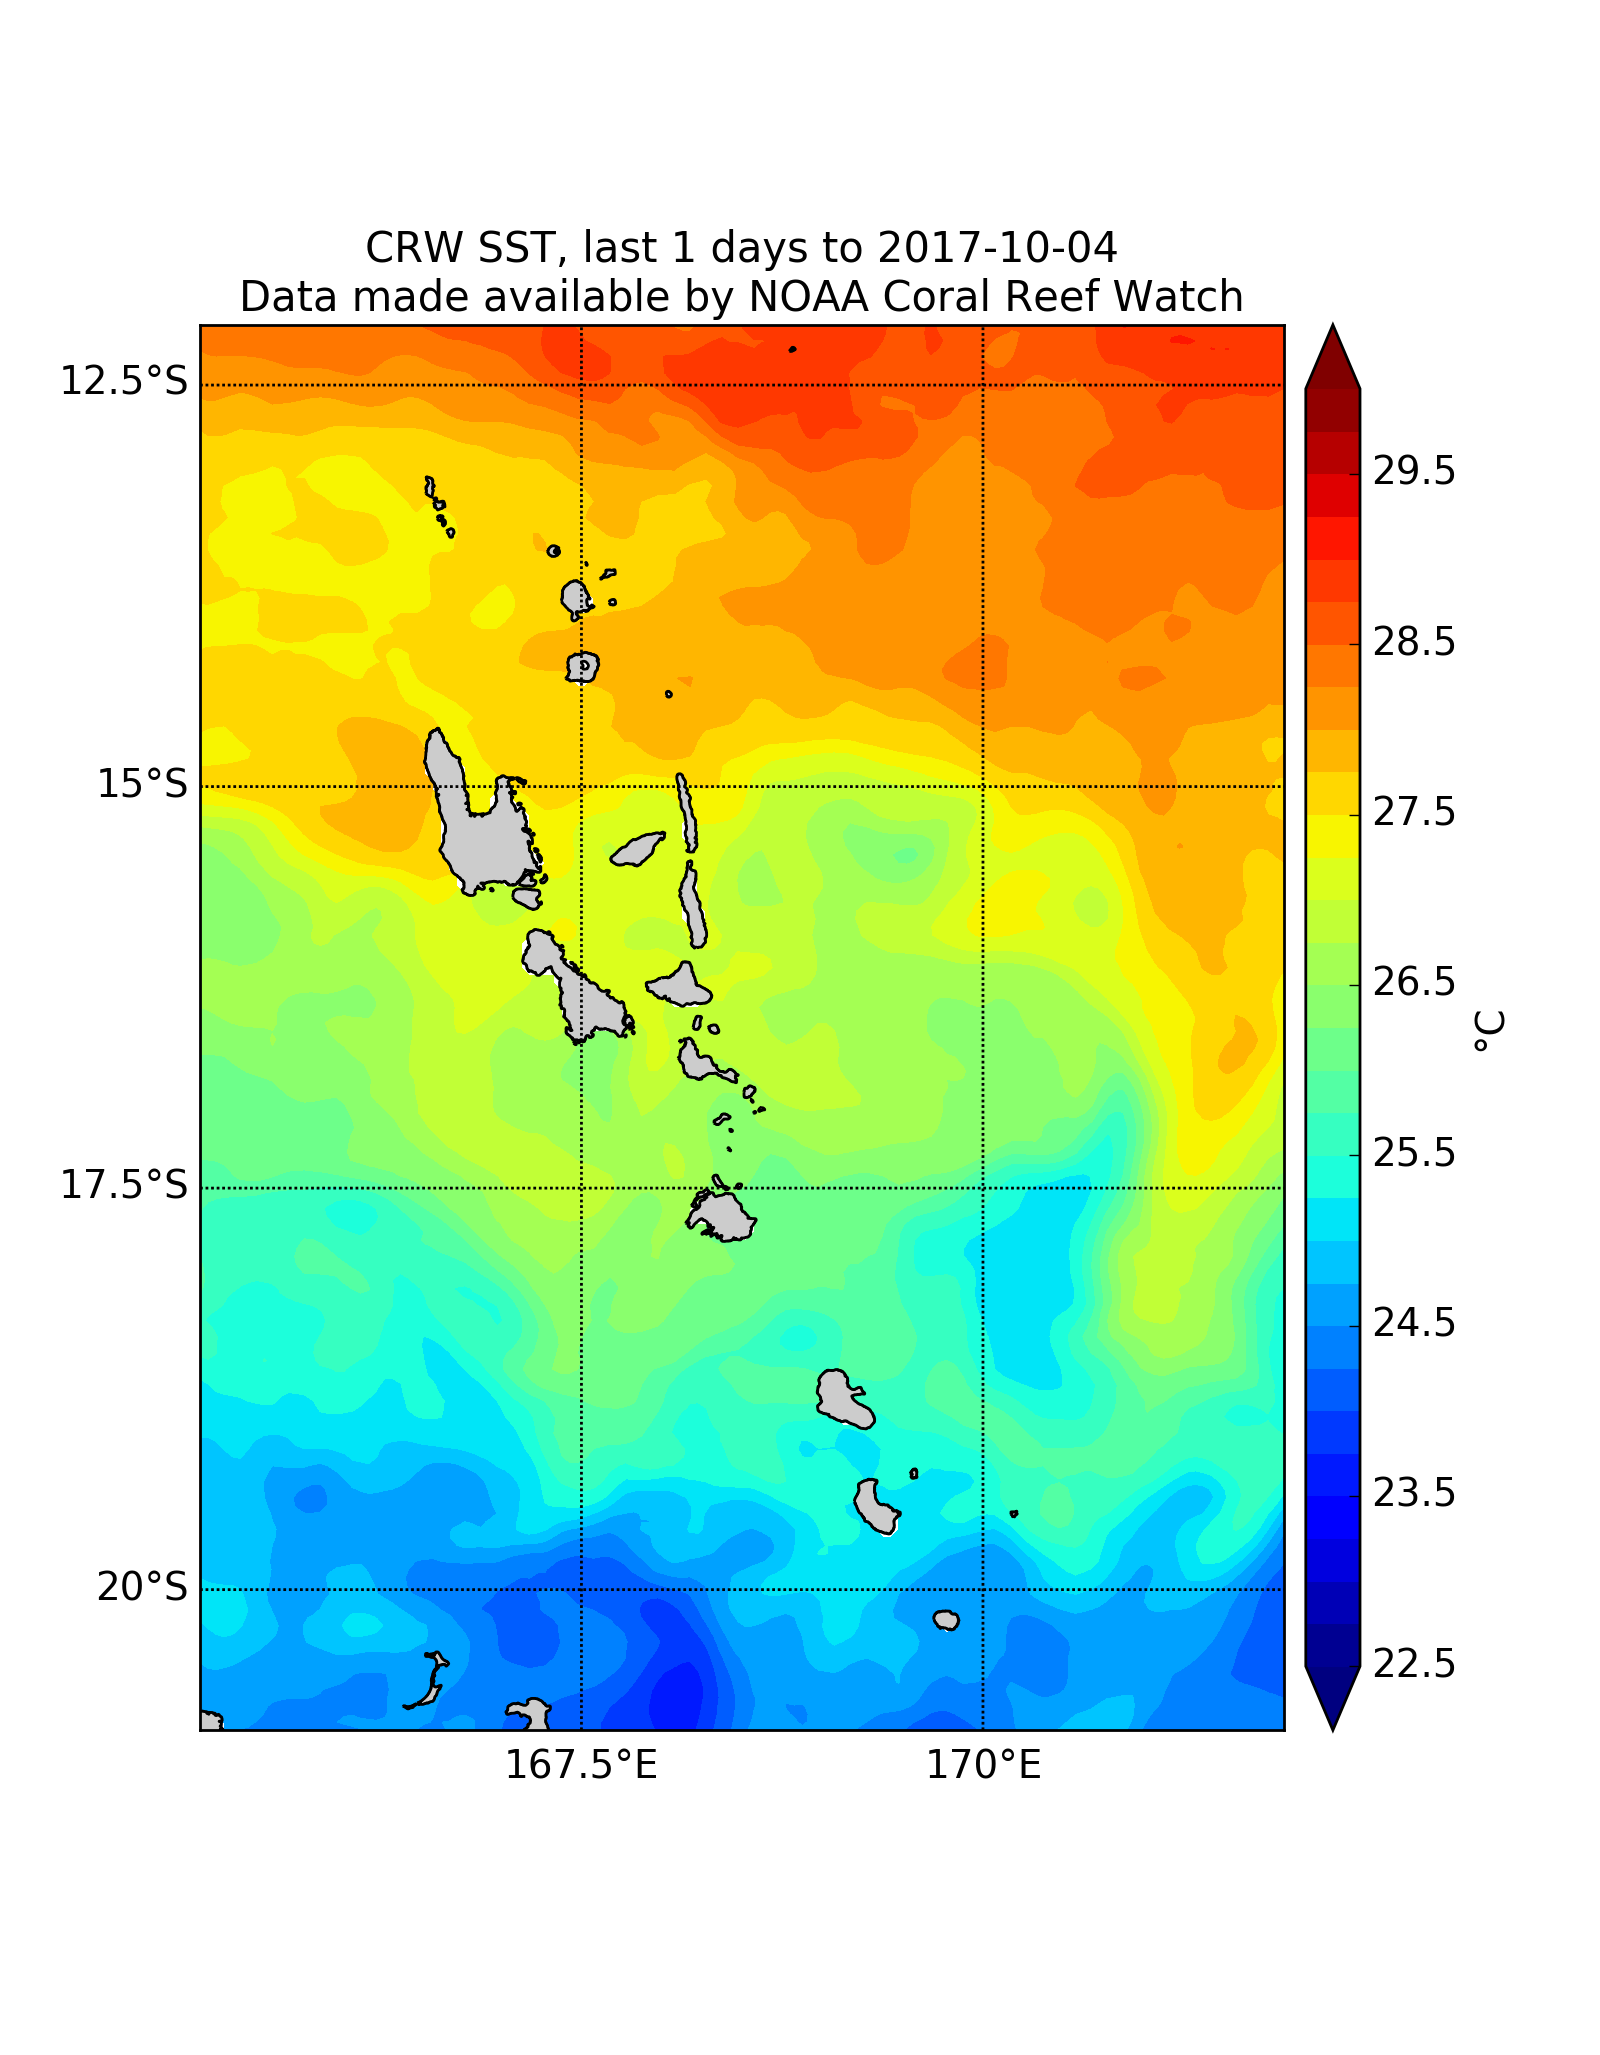 CRW SST, last 1 days to 2017-10-04
Data made available by NOAA Coral Reef Watch
12.5°S
15°S
17.5°S
20°S
167.5°E
170°E
29.5
28.5
27.5
26.5
25.5
24.5
23.5
22.5
°C